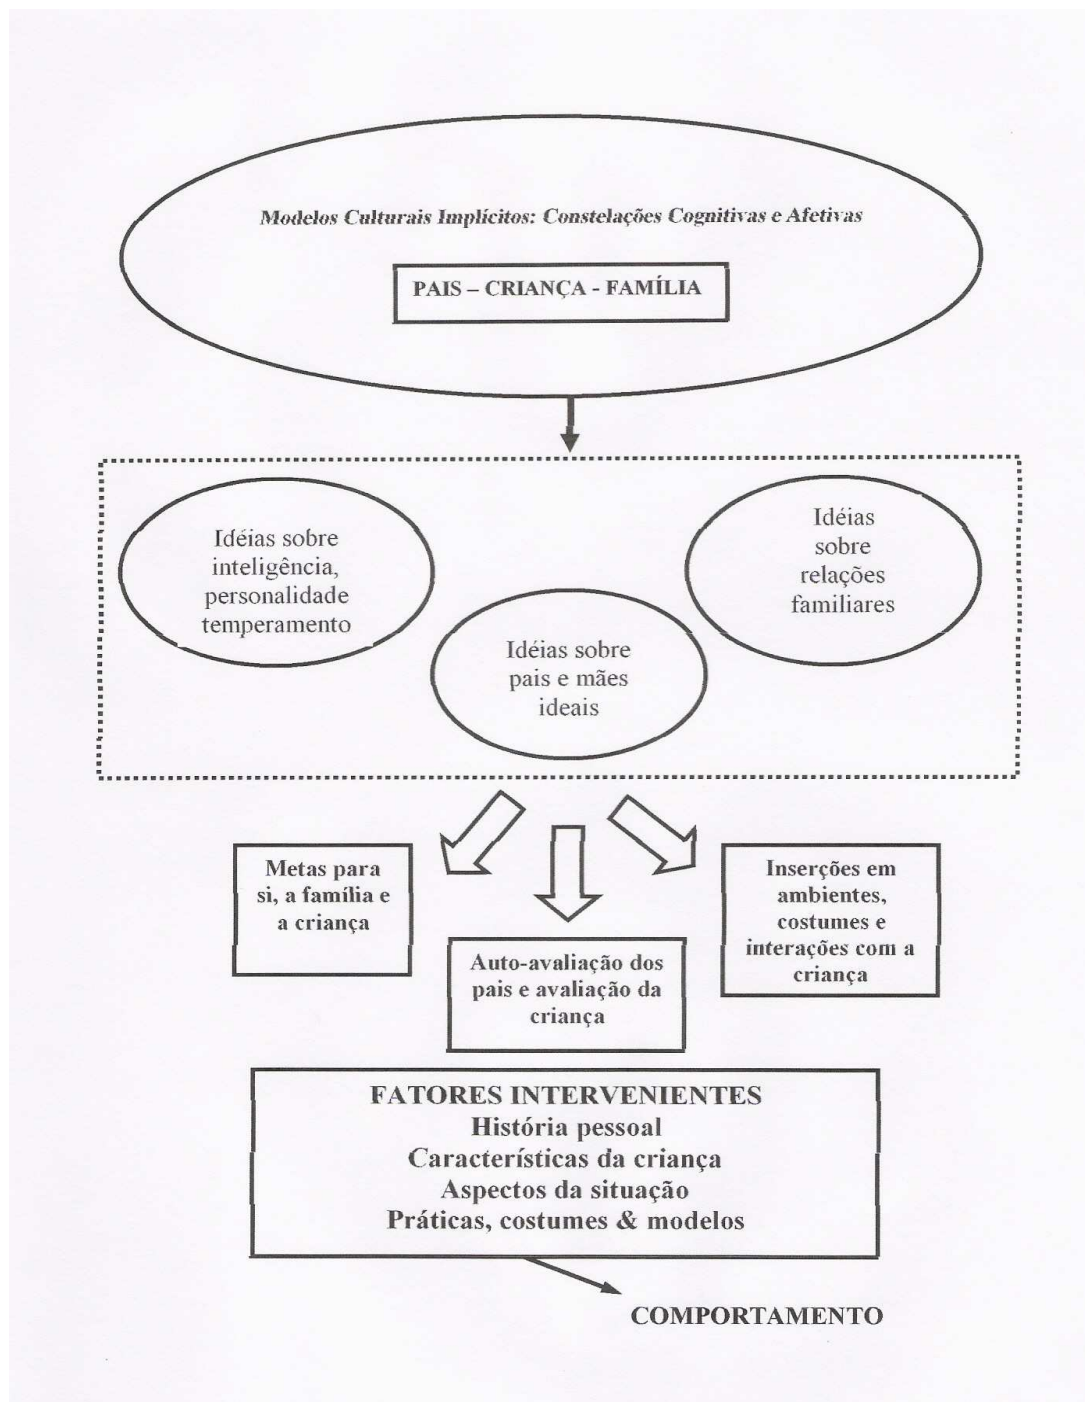 Modelos Culturais Implícitos: Constelações Cognitivas e Afetivas
PAIS – CRIANÇA - FAMÍLIA
Idéias sobre
inteligência,
personalidade
temperamento
Idéias sobre
pais e mães
ideais
Idéias
sobre
relações
familiares
Metas para
si, a família e
a criança
Auto-avaliação dos
pais e avaliação da
criança
Inserções em
ambientes,
costumes e
interações com a
criança
FATORES INTERVENIENTES
História pessoal
Características da criança
Aspectos da situação
Práticas, costumes & modelos
COMPORTAMENTO